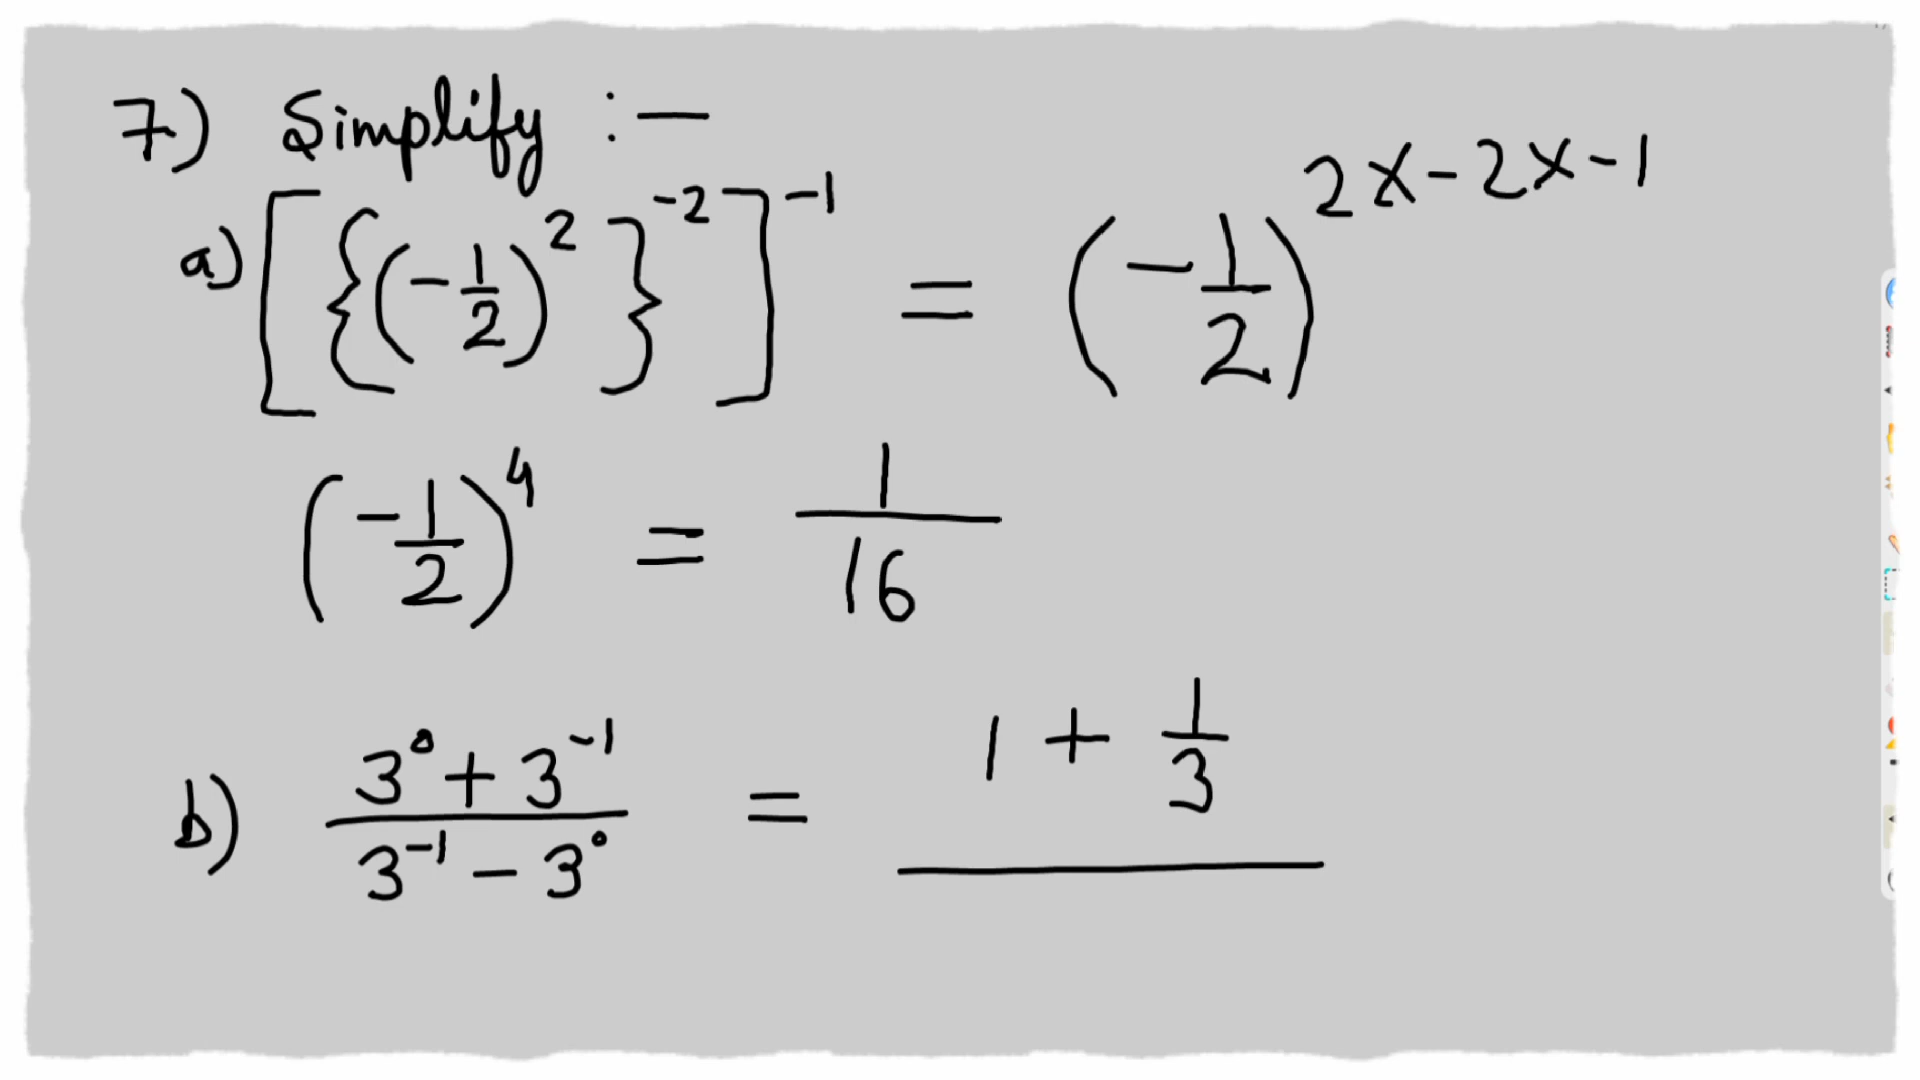 7) Simplify :-
a) [{(-1/2)^2}^-2]^-1 = (-1/2)^2x-2x-1
(-1/2)^4 = 1/16
b) 3^0+3^-1/3^-1-3^0 = 1+1/3